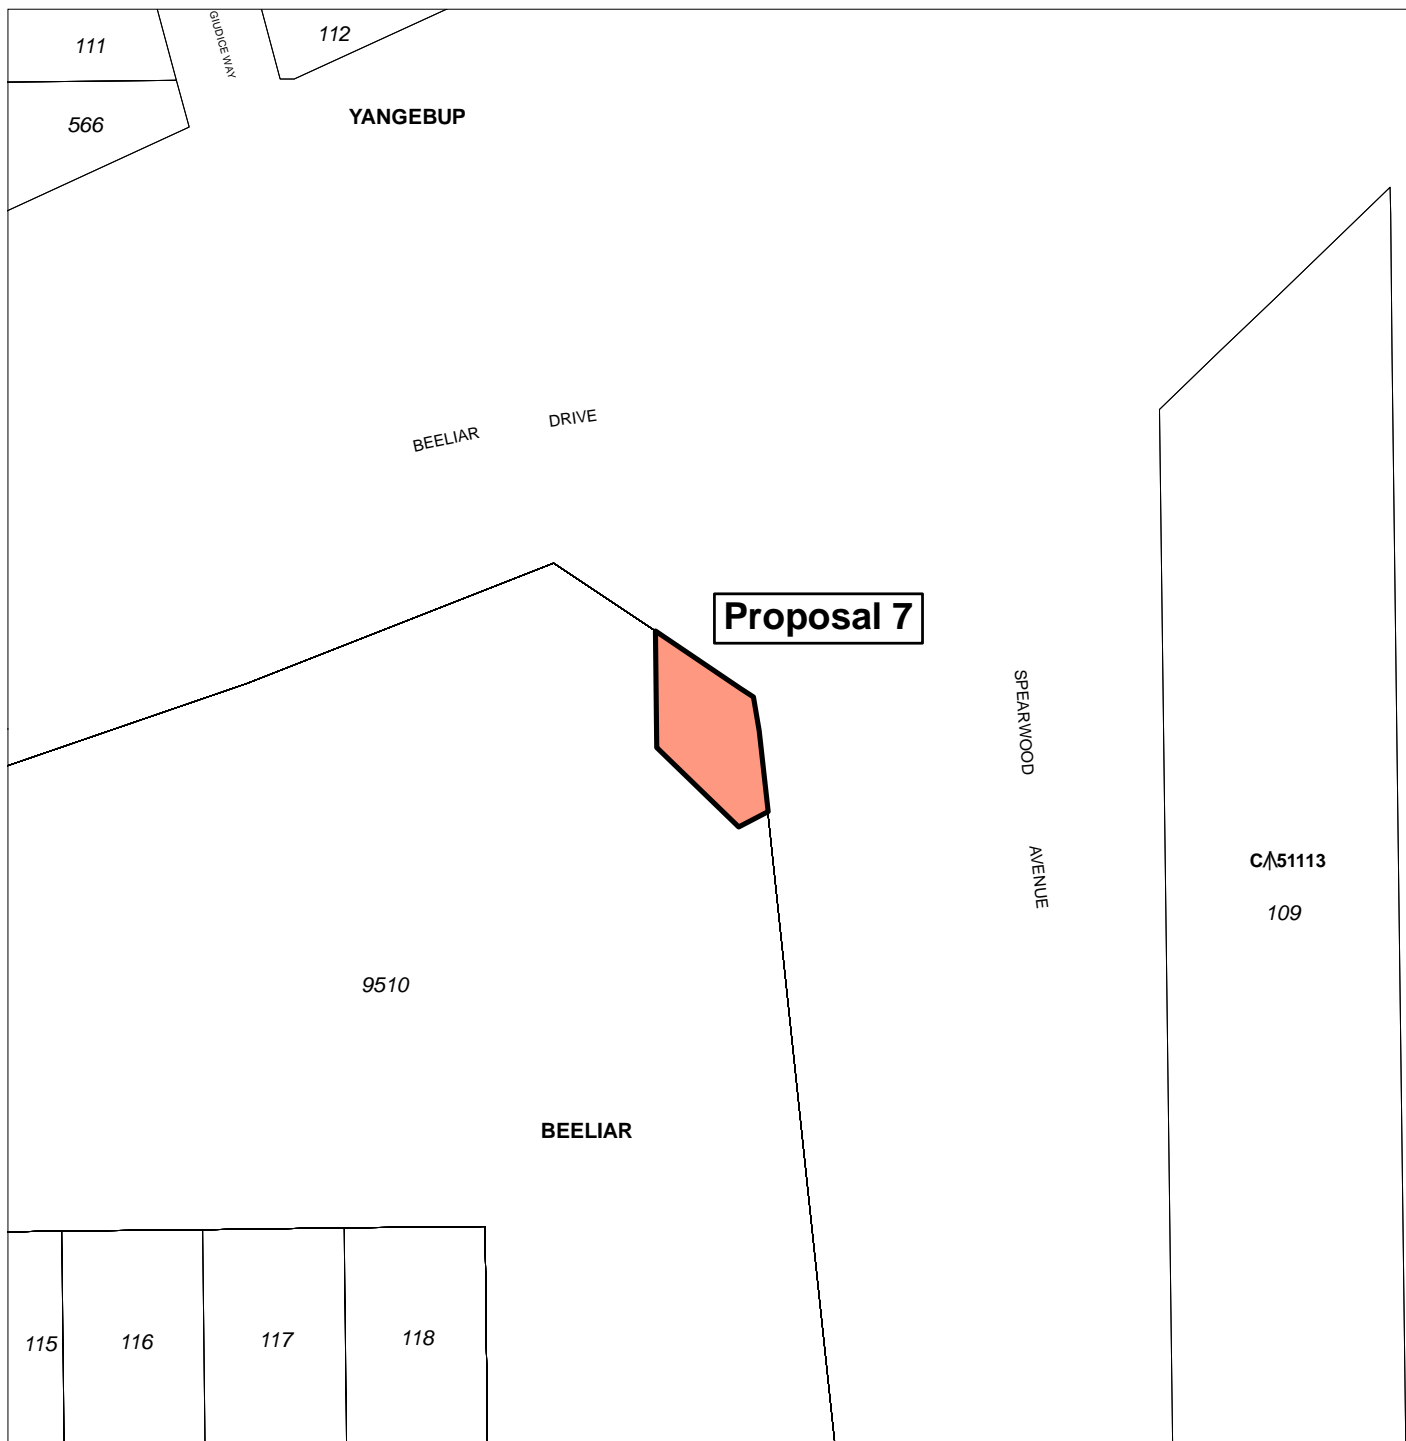 111
GIUDICE WAY
112
566
YANGEBUP
BEELIAR
DRIVE
Proposal 7
SPEARWOOD
AVENUE
C 51113
109
9510
BEELIAR
115
116
117
118